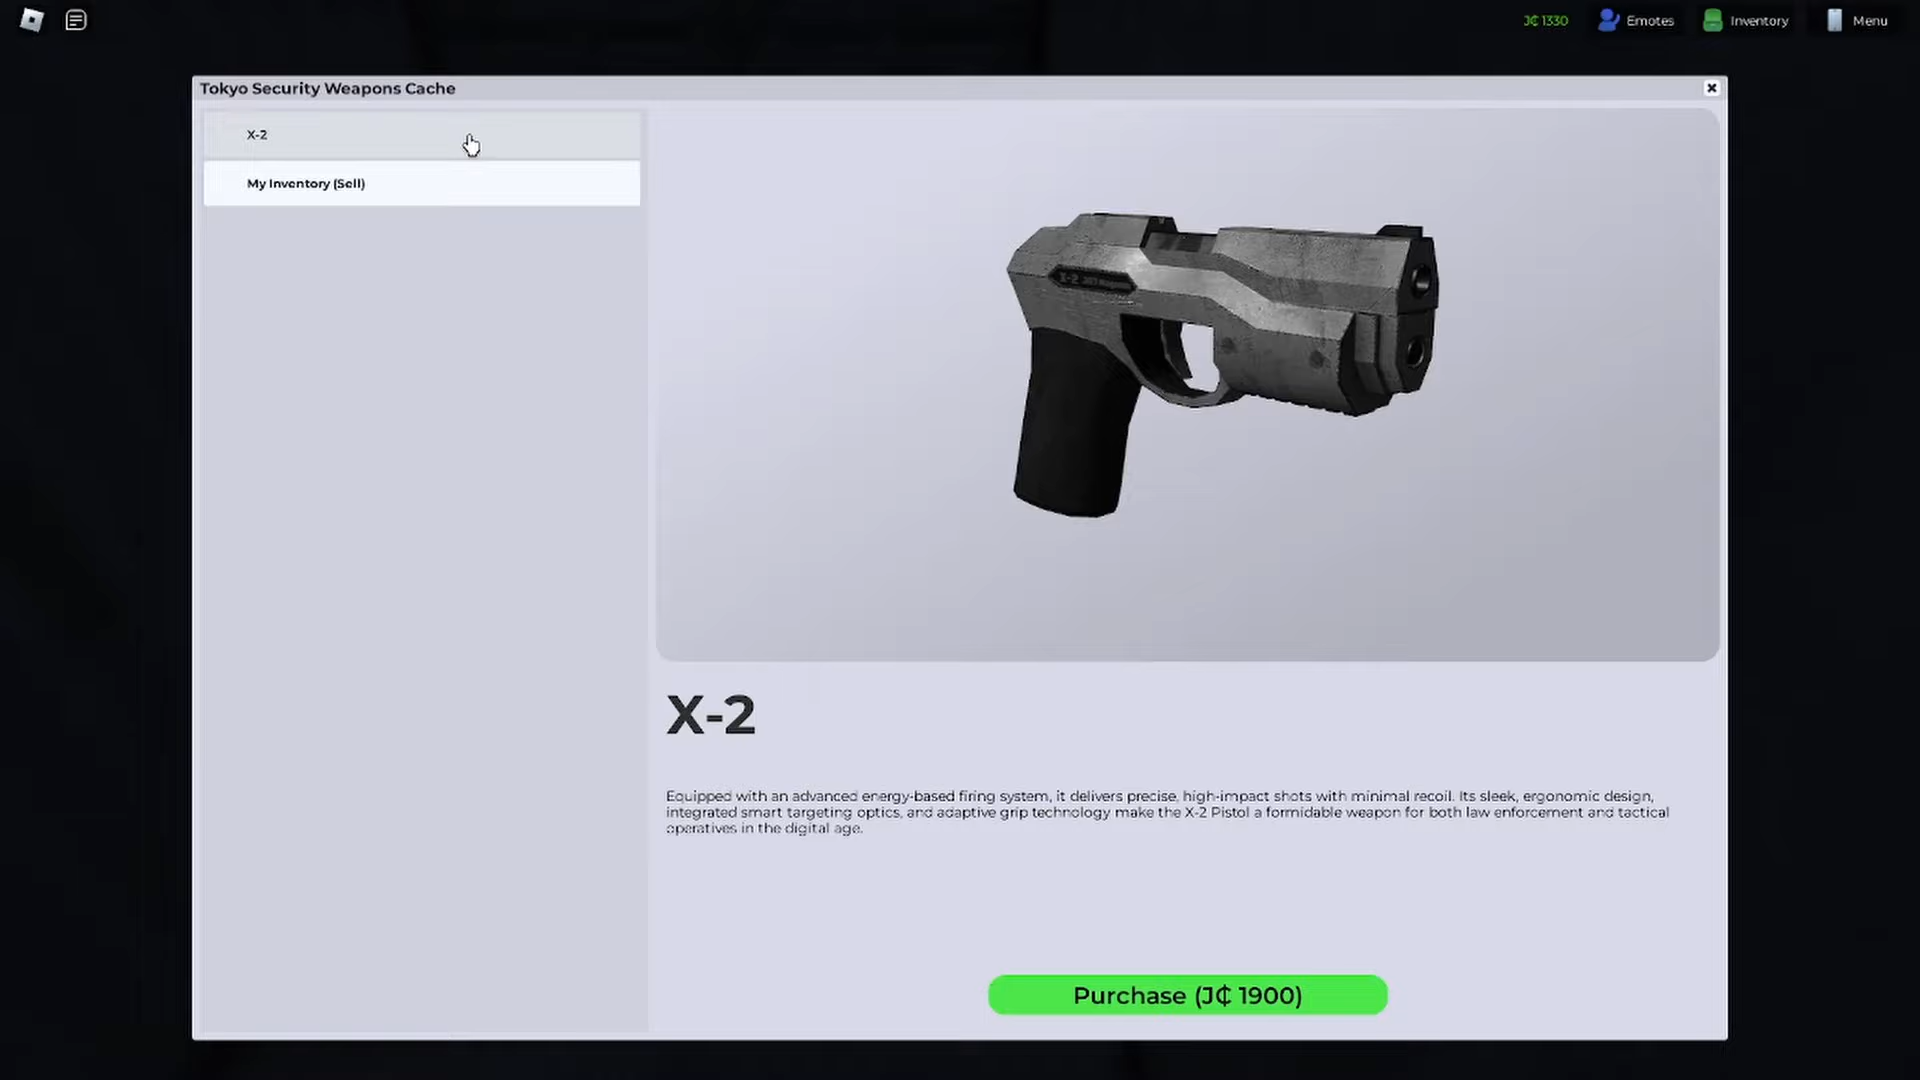 J₵ 1330
Emotes
Inventory
Menu
Tokyo Security Weapons Cache
X-2
My Inventory (Sell)
X-2
X-2
Equipped with an advanced energy-based firing system, it delivers precise, high-impact shots with minimal recoil. Its sleek, ergonomic design,
integrated smart targeting optics, and adaptive grip technology make the X-2 Pistol a formidable weapon for both law enforcement and tactical
operatives in the digital age.
Purchase (J₵ 1900)